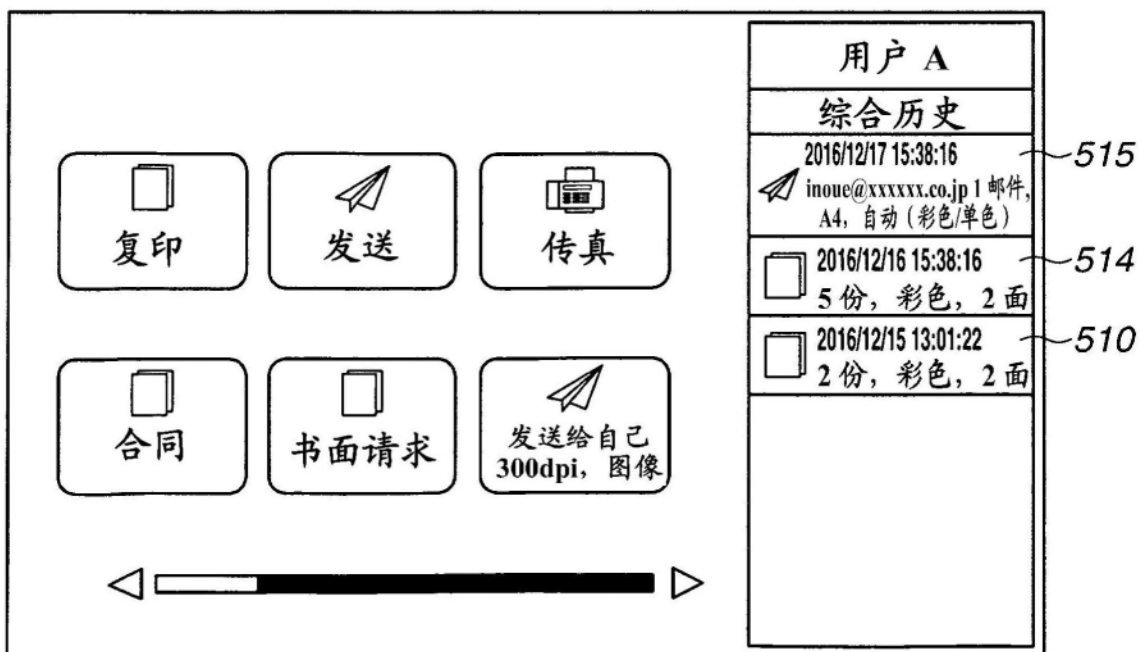 用户 A
综合历史
2016/12/17 15:38:16
inoue@xxxxxx.co.jp 1 邮件,
A4, 自动（彩色/单色）
515
2016/12/16 15:38:16
5 份, 彩色, 2 面
514
2016/12/15 13:01:22
2 份, 彩色, 2 面
510
复印
发送
传真
合同
书面请求
发送给自己
300dpi, 图像